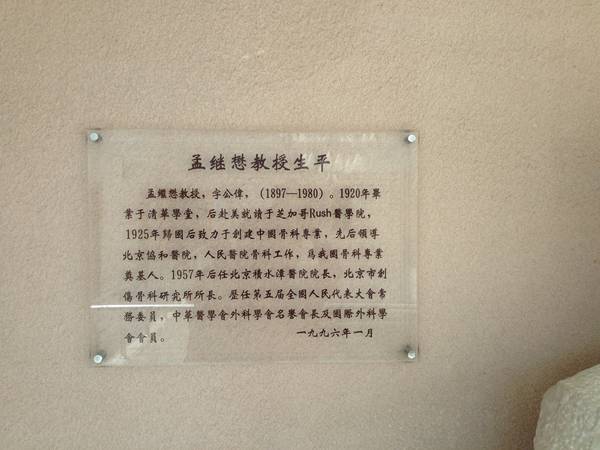 孟继懋教授生平
孟繼懋教授，字公偉，（1897—1980）。1920年畢
業于清華學堂，后赴美就讀于芝加哥Rush醫學院，
1925年歸國后致力于創建中國骨科專業，先后領導
北京協和醫院，人民醫院骨科工作，爲我國骨科專業
奠基人。1957年后任北京積水潭醫院院長，北京市創
傷骨科研究所所長。歷任第五届全國人民代表大會常
務委員，中華醫學會外科學會名譽會長及國際外科學
會會員。
一九九六年一月